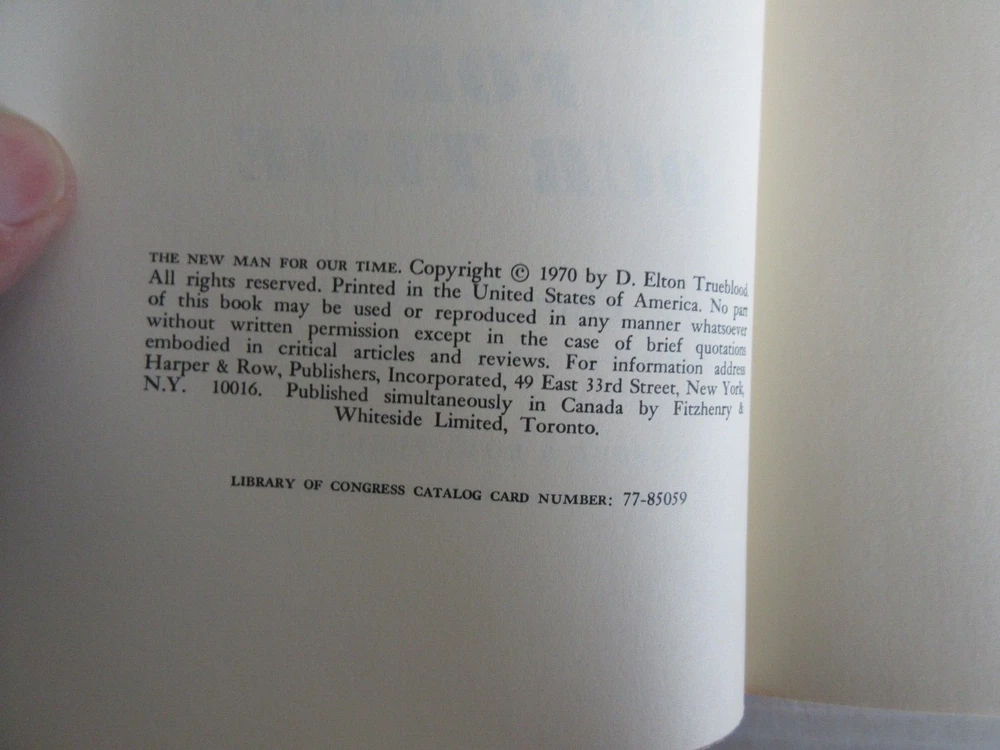 THE NEW MAN FOR OUR TIME. Copyright © 1970 by D. Elton Trueblood.
All rights reserved. Printed in the United States of America. No part
of this book may be used or reproduced in any manner whatsoever
without written permission except in the case of brief quotations
embodied in critical articles and reviews. For information address
Harper & Row, Publishers, Incorporated, 49 East 33rd Street, New York,
N.Y. 10016. Published simultaneously in Canada by Fitzhenry &
Whiteside Limited, Toronto.
LIBRARY OF CONGRESS CATALOG CARD NUMBER: 77-85059